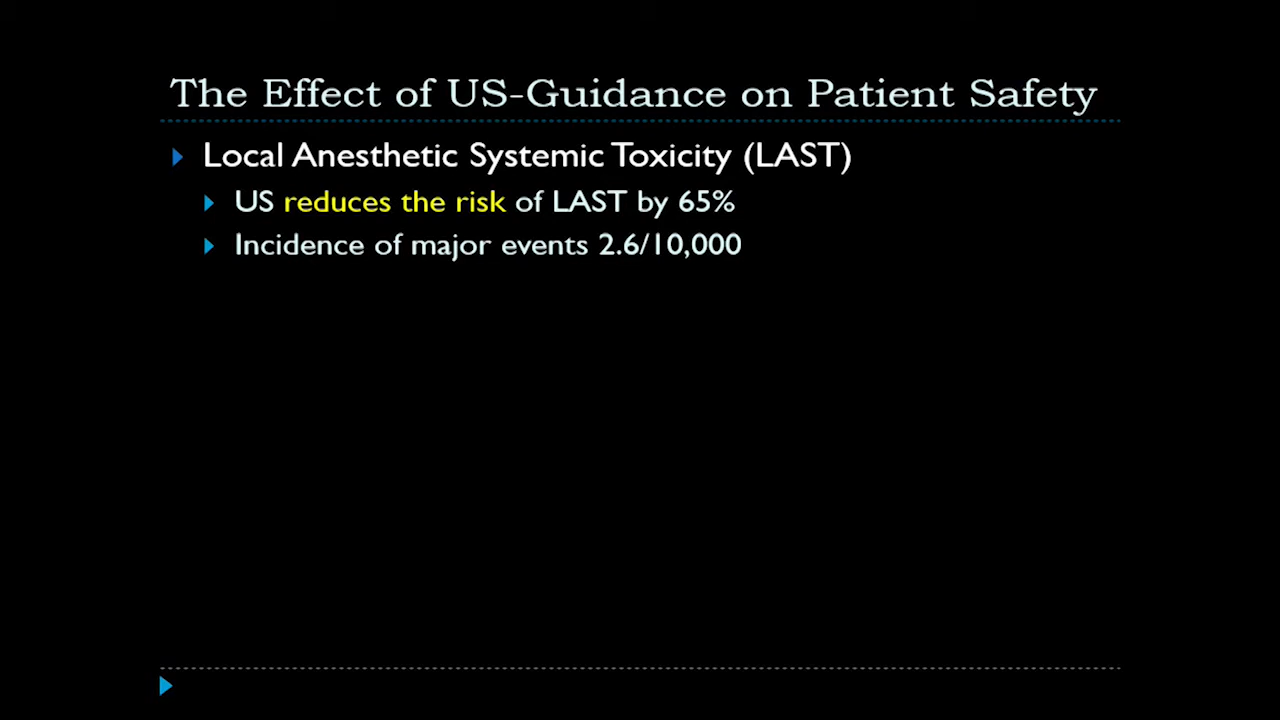 The Effect of US-Guidance on Patient Safety
Local Anesthetic Systemic Toxicity (LAST)
US reduces the risk of LAST by 65%
Incidence of major events 2.6/10,000